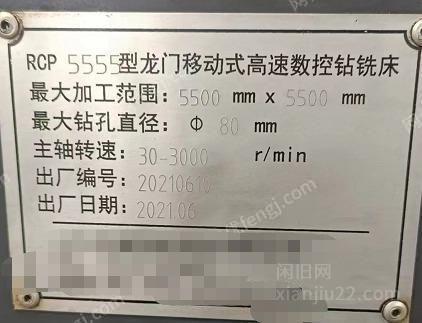 RCP 5555型龙门移动式高速数控钻铣床
最大加工范围: 5500 mm x 5500 mm
最大钻孔直径: Φ 80 mm
主轴转速: 30-3000 r/min
出厂编号: 20210610
出厂日期: 2021.06
闲旧网
xianjiu22.com